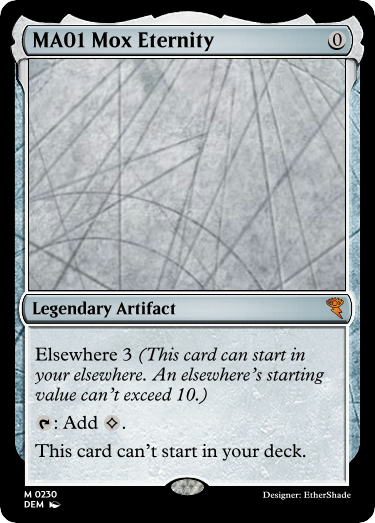 MA01 Mox Eternity 0
Legendary Artifact
Elsewhere 3 (This card can start in
your elsewhere. An elsewhere's starting
value can't exceed 10.)
: Add .
This card can't start in your deck.
M 0230
DEM
Designer: EtherShade